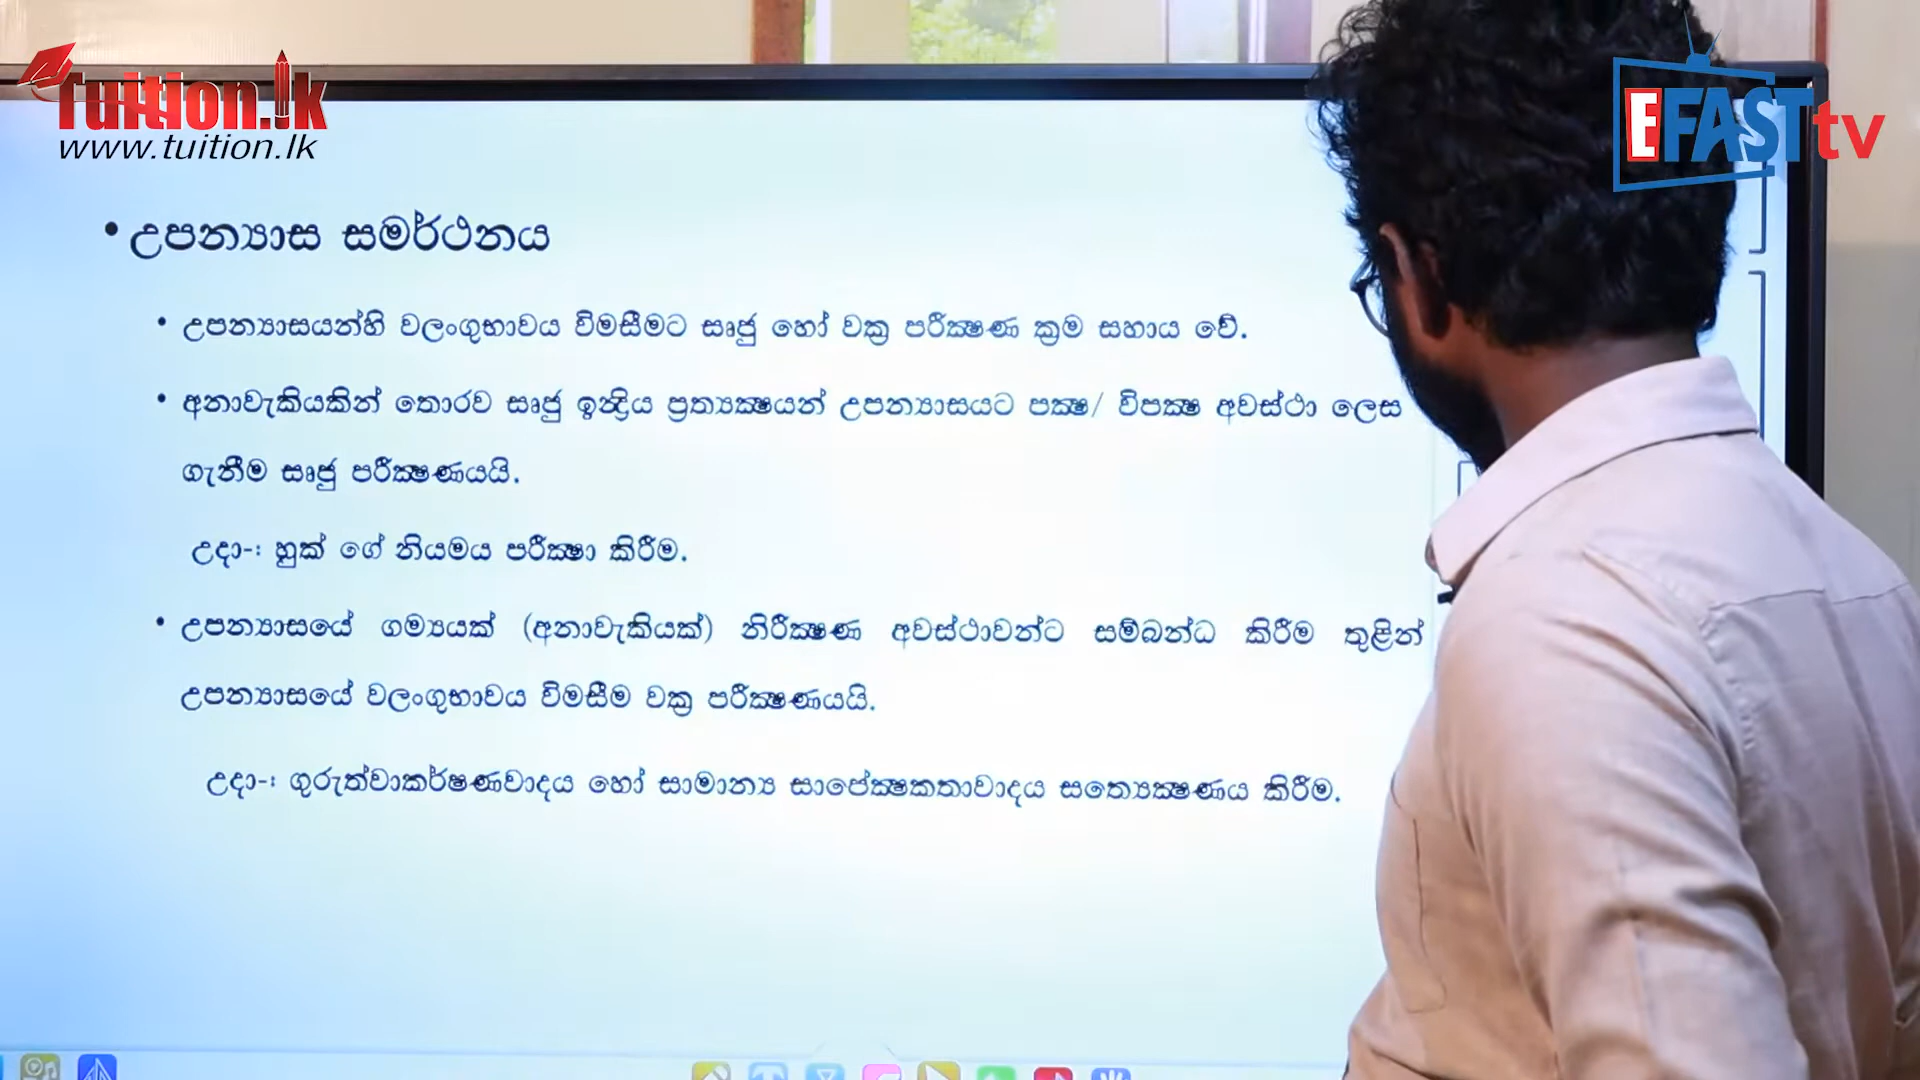 Tuition.lk
www.tuition.lk
EFAST tv
• උපන්‍යාස සමර්ථනය
• උපන්‍යාසයන්හි වලංගුභාවය විමසීමට සෘජු හෝ වක්‍ර පරීක්‍ෂණ ක්‍රම සහාය වේ.
• අනාවැකියකින් තොරව සෘජු ඉන්‍ද්‍රිය ප්‍රත්‍යක්‍ෂයන් උපන්‍යාසයට පක්‍ෂ/ විපක්‍ෂ අවස්ථා ලෙස
ගැනීම සෘජු පරීක්‍ෂණයයි.
උදා-: හුක් ගේ නියමය පරීක්‍ෂා කිරීම.
• උපන්‍යාසයේ ගම්‍යයක් (අනාවැකියක්) නිරීක්‍ෂණ අවස්ථාවන්ට සම්බන්ධ කිරීම තුළින්
උපන්‍යාසයේ වලංගුභාවය විමසීම වක්‍ර පරීක්‍ෂණයයි.
උදා-: ගුරුත්වාකර්ෂණවාදය හෝ සාමාන්‍ය සාපේක්‍ෂකතාවාදය සත්‍යෙක්‍ෂණය කිරීම.